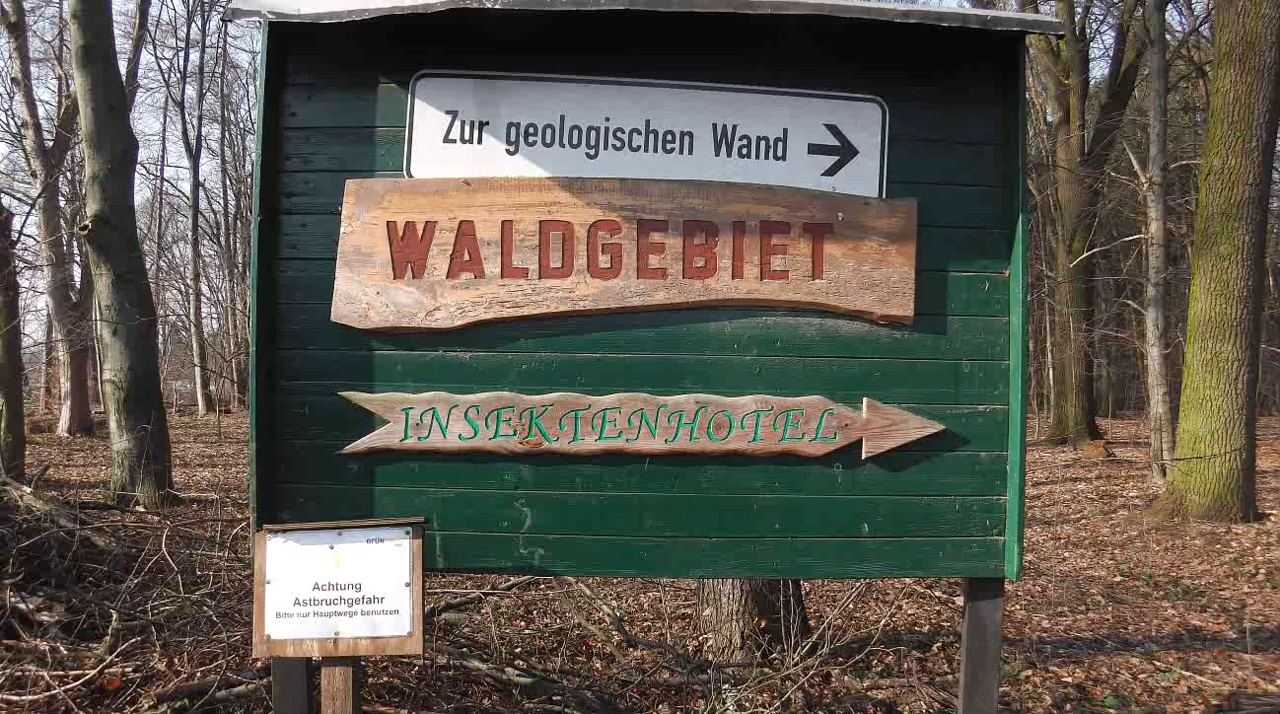 Zur geologischen Wand
WALDGEBIET
INSEKTENHOTEL
Achtung
Astbruchgefahr
Bitte nur Hauptwege benutzen